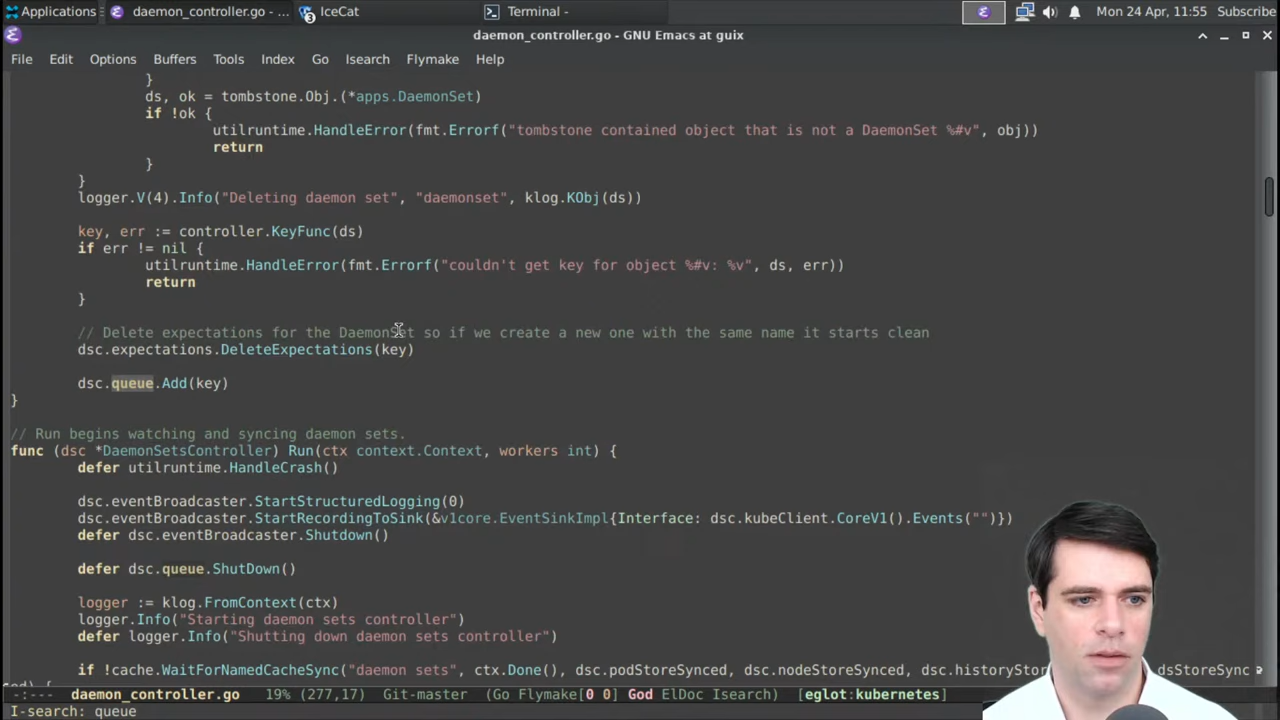 Applications daemon_controller.go - ... 3 IceCat Terminal - Mon 24 Apr, 11:55 Subscribe
daemon_controller.go - GNU Emacs at guix
File Edit Options Buffers Tools Index Go Isearch Flymake Help
}
ds, ok = tombstone.Obj.(*apps.DaemonSet)
if !ok {
utilruntime.HandleError(fmt.Errorf("tombstone contained object that is not a DaemonSet %#v", obj))
return
}
}
logger.V(4).Info("Deleting daemon set", "daemonset", klog.KObj(ds))
key, err := controller.KeyFunc(ds)
if err != nil {
utilruntime.HandleError(fmt.Errorf("couldn't get key for object %#v: %v", ds, err))
return
}
// Delete expectations for the DaemonSet so if we create a new one with the same name it starts clean
dsc.expectations.DeleteExpectations(key)
dsc.queue.Add(key)
}
// Run begins watching and syncing daemon sets.
func (dsc *DaemonSetsController) Run(ctx context.Context, workers int) {
defer utilruntime.HandleCrash()
dsc.eventBroadcaster.StartStructuredLogging(0)
dsc.eventBroadcaster.StartRecordingToSink(&v1core.EventSinkImpl{Interface: dsc.kubeClient.CoreV1().Events("")})
defer dsc.eventBroadcaster.Shutdown()
defer dsc.queue.ShutDown()
logger := klog.FromContext(ctx)
logger.Info("Starting daemon sets controller")
defer logger.Info("Shutting down daemon sets controller")
if !cache.WaitForNamedCacheSync("daemon sets", ctx.Done(), dsc.podStoreSynced, dsc.nodeStoreSynced, dsc.historyStor dsStoreSync
-:--- daemon_controller.go 19% (277,17) Git-master (Go Flymake[0 0] God ElDoc Isearch) [eglot:kubernetes]
I-search: queue